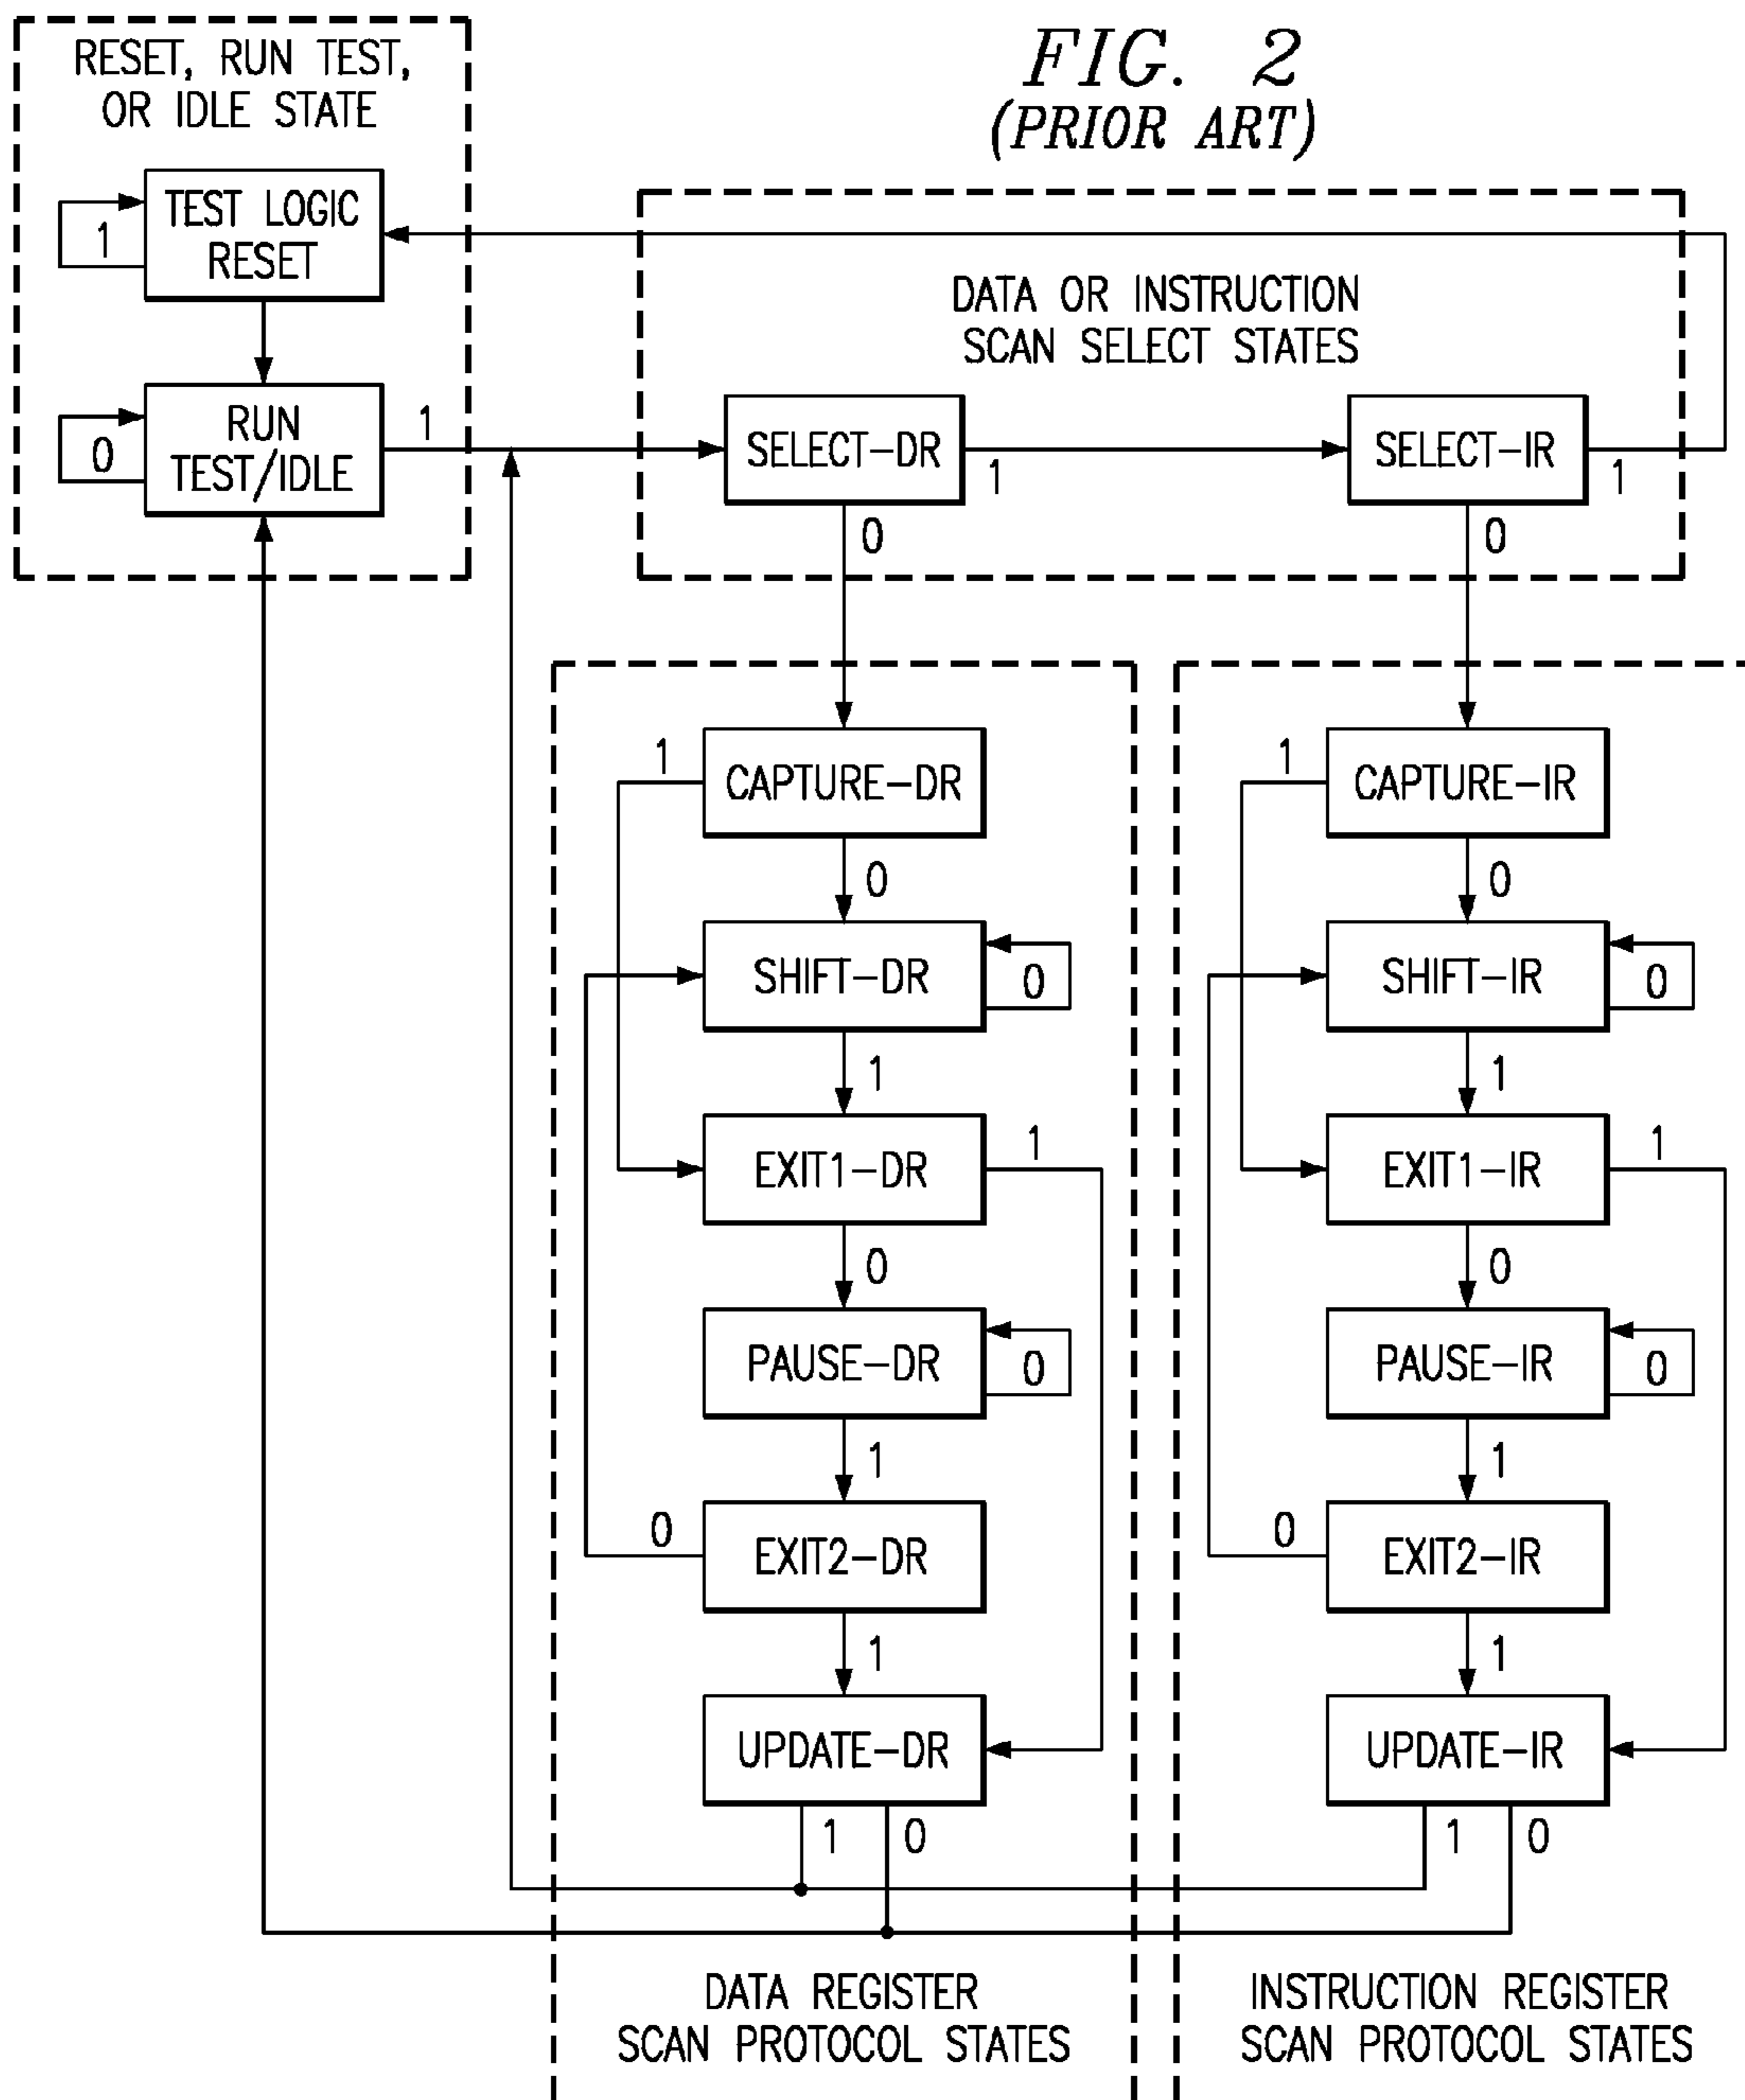 FIG. 2
(PRIOR ART)
RESET, RUN TEST,
OR IDLE STATE
TEST LOGIC
RESET
1
RUN
TEST/IDLE
0
1
DATA OR INSTRUCTION
SCAN SELECT STATES
SELECT-DR
1
0
SELECT-IR
1
0
CAPTURE-DR
1
0
SHIFT-DR
0
1
EXIT1-DR
1
0
PAUSE-DR
0
1
EXIT2-DR
0
1
UPDATE-DR
1
0
DATA REGISTER
SCAN PROTOCOL STATES
CAPTURE-IR
1
0
SHIFT-IR
0
1
EXIT1-IR
1
0
PAUSE-IR
0
1
EXIT2-IR
0
1
UPDATE-IR
1
0
INSTRUCTION REGISTER
SCAN PROTOCOL STATES